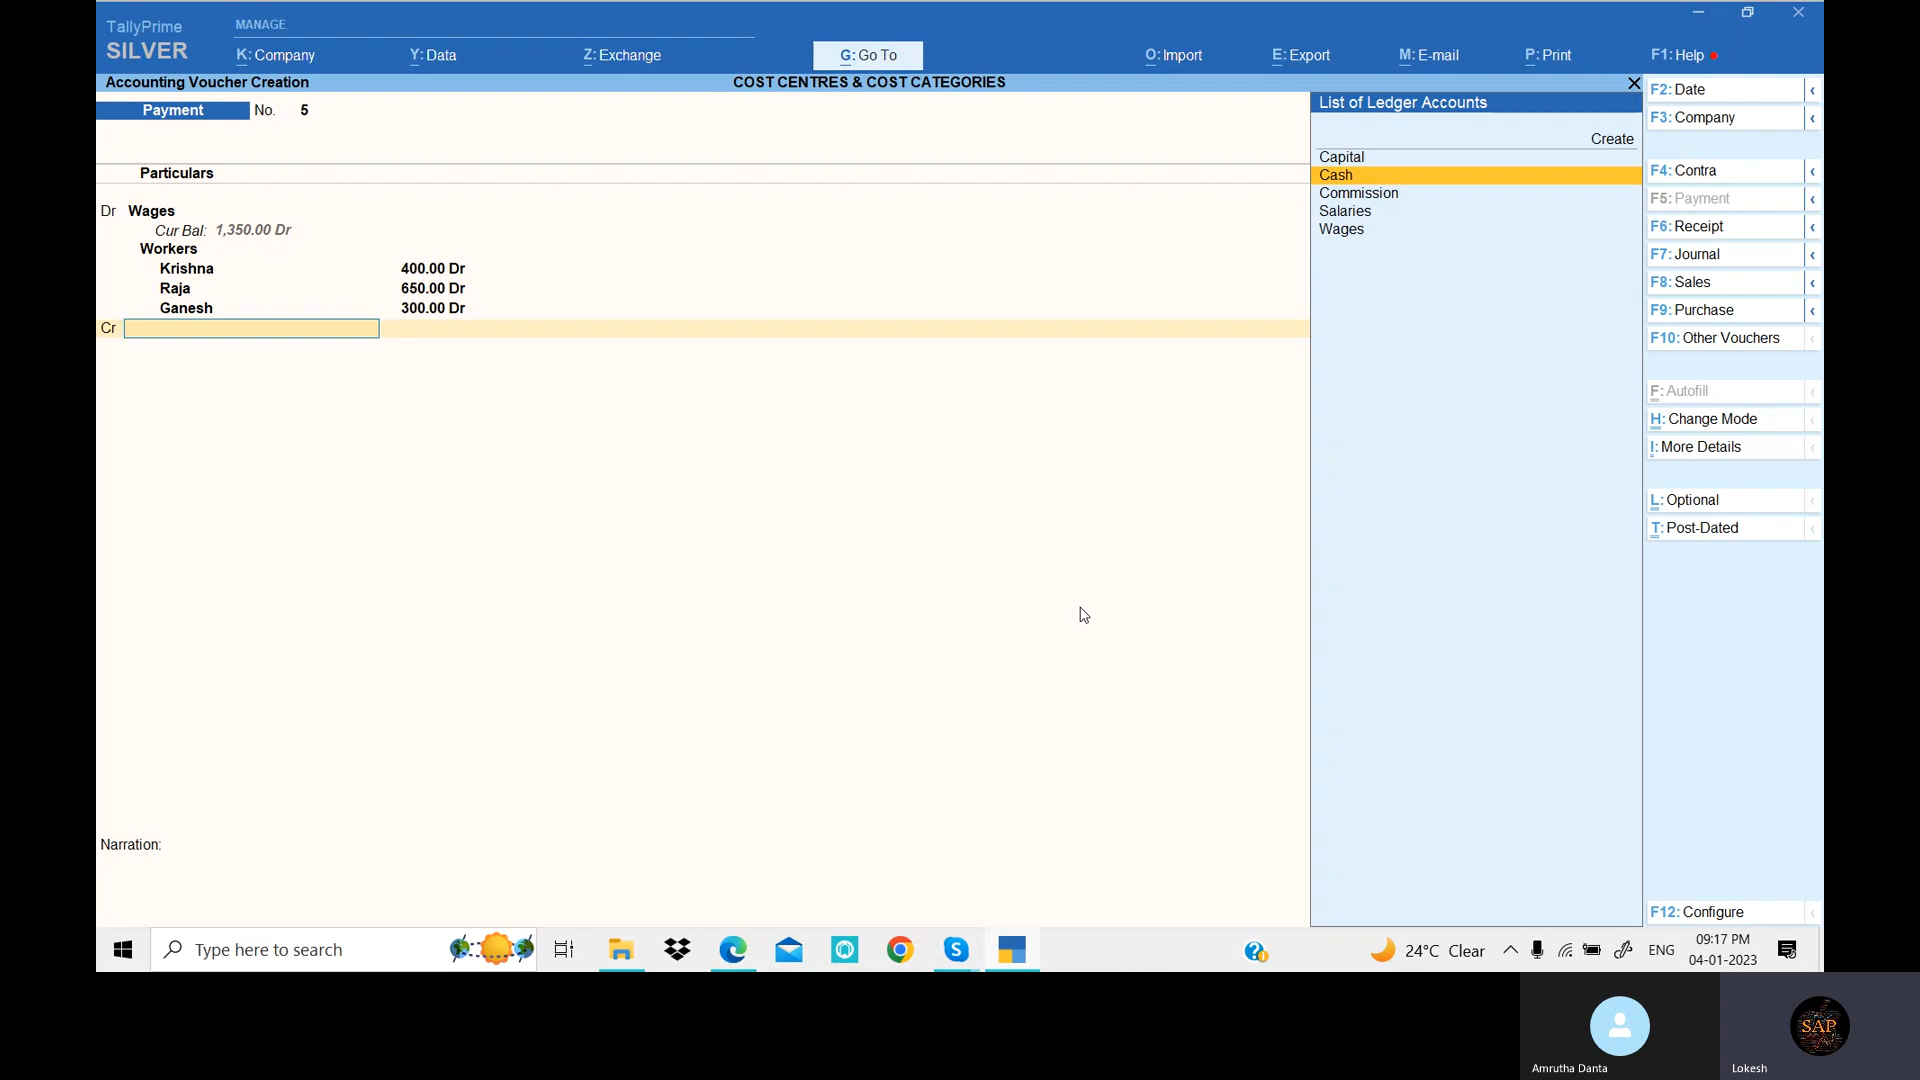 TallyPrime
SILVER
MANAGE
K: Company
Y: Data
Z: Exchange
G: Go To
O: Import
E: Export
M: E-mail
P: Print
F1: Help
Accounting Voucher Creation
COST CENTRES & COST CATEGORIES
Payment No. 5
Particulars
Dr Wages
Cur Bal: 1,350.00 Dr
Workers
Krishna 400.00 Dr
Raja 650.00 Dr
Ganesh 300.00 Dr
Cr
Narration:
List of Ledger Accounts
Create
Capital
Cash
Commission
Salaries
Wages
F2: Date
F3: Company
F4: Contra
F5: Payment
F6: Receipt
F7: Journal
F8: Sales
F9: Purchase
F10: Other Vouchers
F: Autofill
H: Change Mode
I: More Details
L: Optional
T: Post-Dated
F12: Configure
Type here to search
24°C Clear
ENG
09:17 PM
04-01-2023
SAP
Amrutha Danta
Lokesh